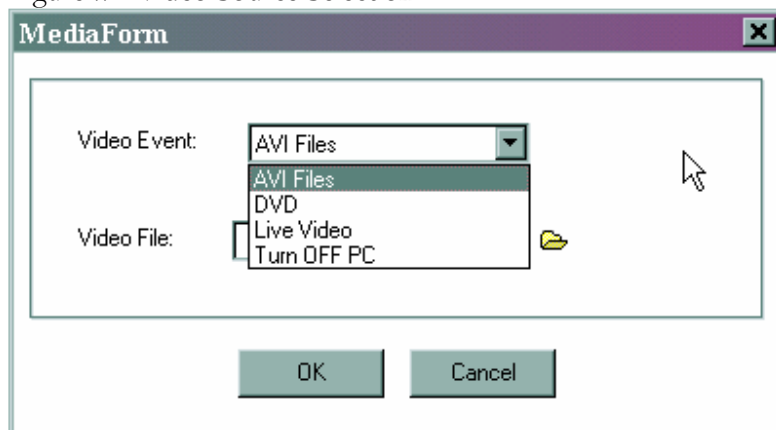 MediaForm
Video Event:
AVI Files
AVI Files
DVD
Live Video
Turn OFF PC
Video File:
OK
Cancel